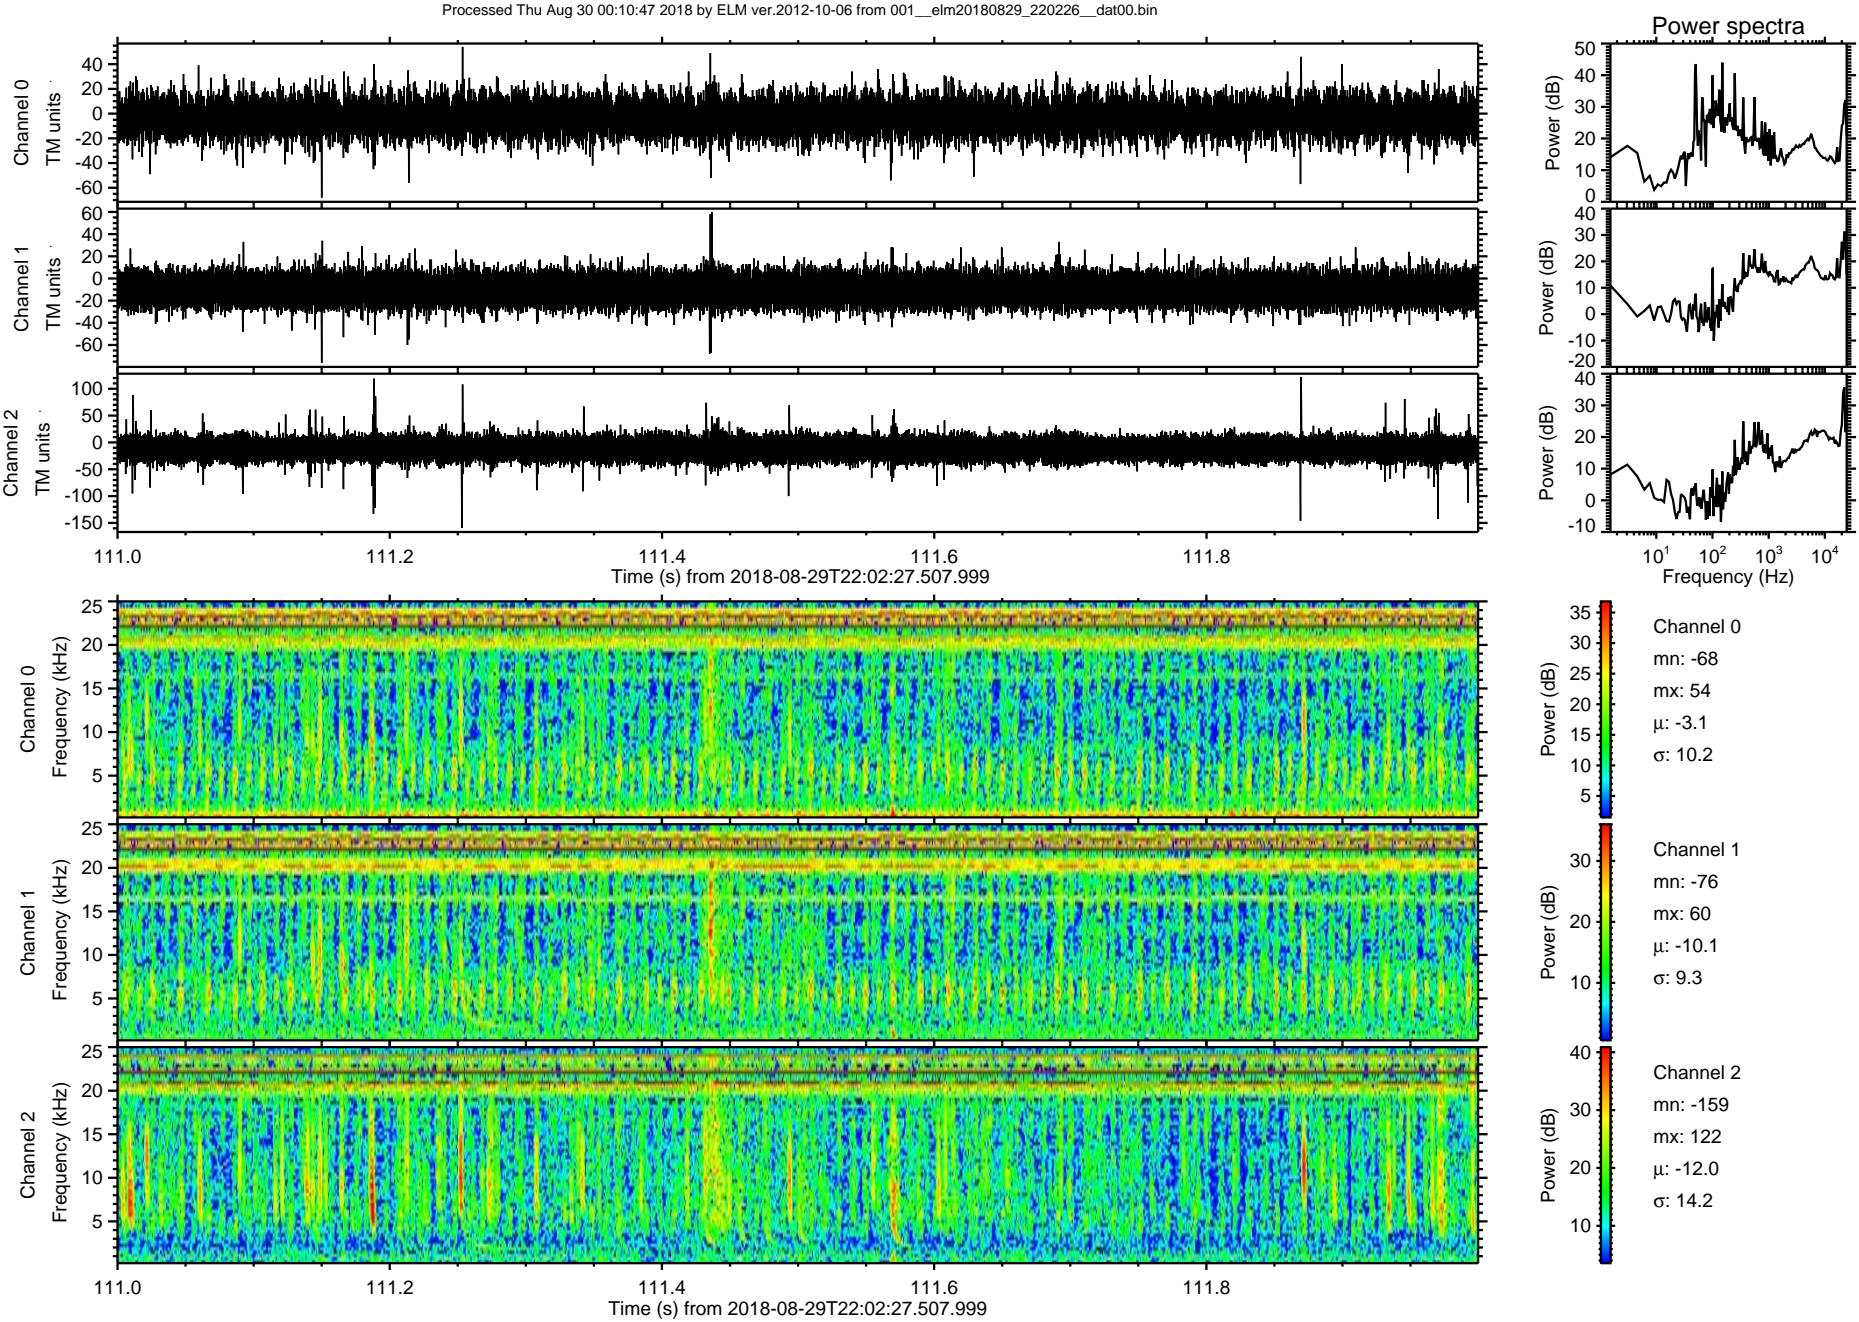 Processed Thu Aug 30 00:10:47 2018 by ELM ver.2012-10-06 from 001__elm20180829_220226__dat00.bin
Power spectra
Channel 0
TM units
40
20
0
-20
-40
-60
Power (dB)
50
40
30
20
10
0
Channel 1
TM units
60
40
20
0
-20
-40
-60
Power (dB)
40
30
20
10
0
-10
-20
Channel 2
TM units
100
50
0
-50
-100
-150
Power (dB)
40
30
20
10
0
-10
111.0 111.2 111.4 111.6 111.8
Time (s) from 2018-08-29T22:02:27.507.999
10¹ 10² 10³ 10⁴
Frequency (Hz)
Channel 0
Frequency (kHz)
25
20
15
10
5
Power (dB)
35
30
25
20
15
10
5
Channel 0
mn: -68
mx: 54
μ: -3.1
σ: 10.2
Channel 1
Frequency (kHz)
25
20
15
10
5
Power (dB)
30
20
10
Channel 1
mn: -76
mx: 60
μ: -10.1
σ: 9.3
Channel 2
Frequency (kHz)
25
20
15
10
5
Power (dB)
40
30
20
10
Channel 2
mn: -159
mx: 122
μ: -12.0
σ: 14.2
111.0 111.2 111.4 111.6 111.8
Time (s) from 2018-08-29T22:02:27.507.999